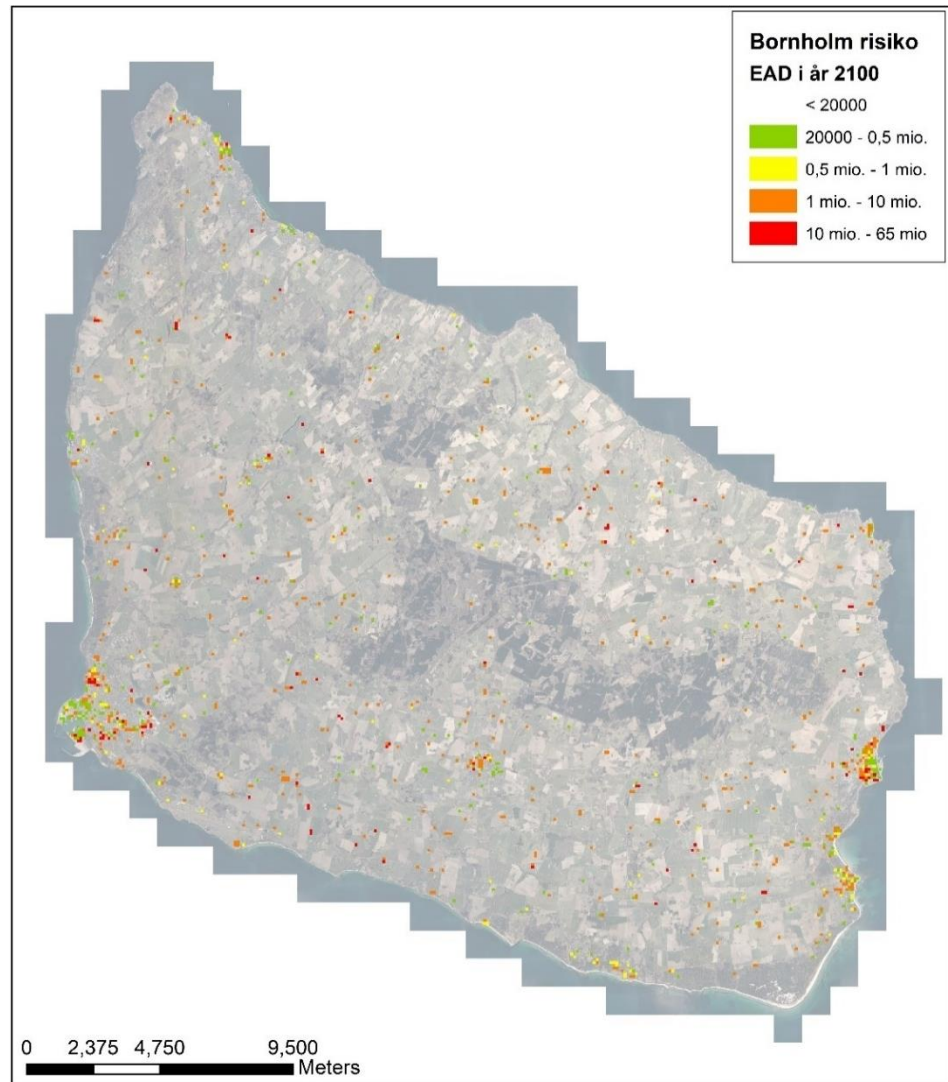 Bornholm risiko
EAD i år 2100
< 20000
20000 - 0,5 mio.
0,5 mio. - 1 mio.
1 mio. - 10 mio.
10 mio. - 65 mio
0 2,375 4,750 9,500
Meters